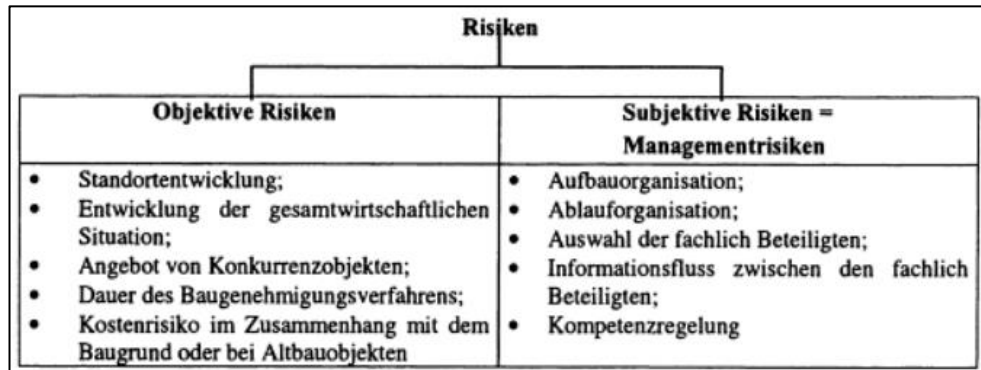 Risiken
Objektive Risiken
• Standortentwicklung;
• Entwicklung der gesamtwirtschaftlichen
Situation;
• Angebot von Konkurrenzobjekten;
• Dauer des Baugenehmigungsverfahrens;
• Kostenrisiko im Zusammenhang mit dem
Baugrund oder bei Altbauobjekten
Subjektive Risiken =
Managementrisiken
• Aufbauorganisation;
• Ablauforganisation;
• Auswahl der fachlich Beteiligten;
• Informationsfluss zwischen den fachlich
Beteiligten;
• Kompetenzregelung